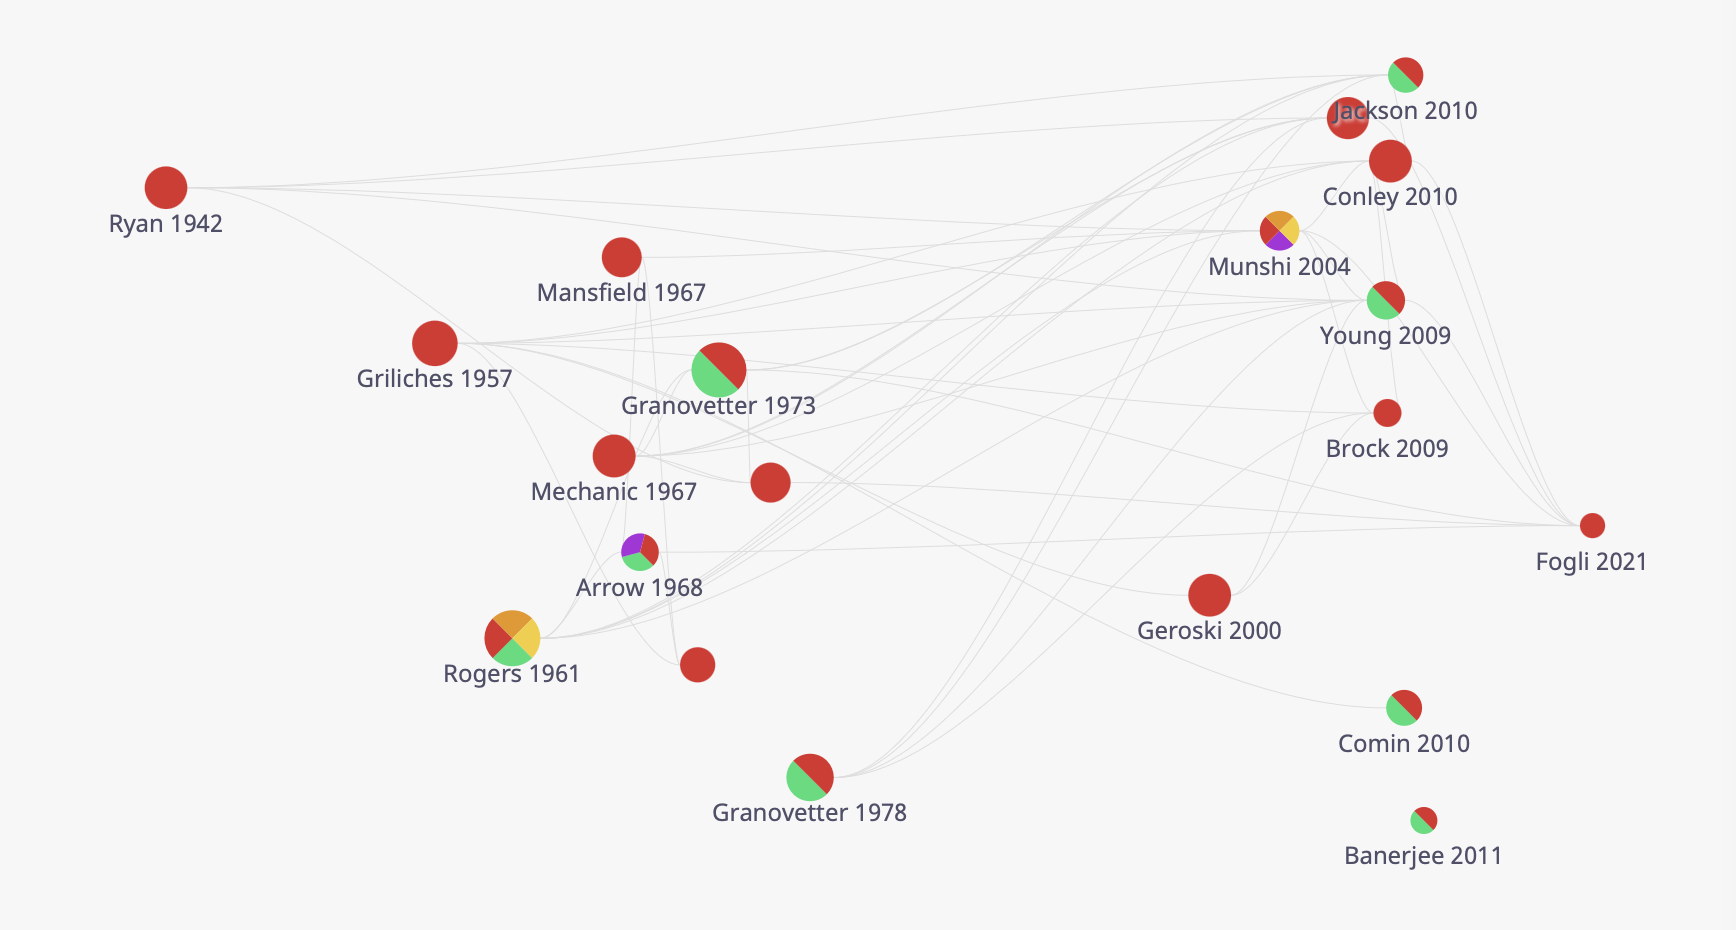 Jackson 2010
Conley 2010
Ryan 1942
Munshi 2004
Mansfield 1967
Young 2009
Griliches 1957
Granovetter 1973
Brock 2009
Mechanic 1967
Fogli 2021
Arrow 1968
Geroski 2000
Rogers 1961
Comin 2010
Granovetter 1978
Banerjee 2011